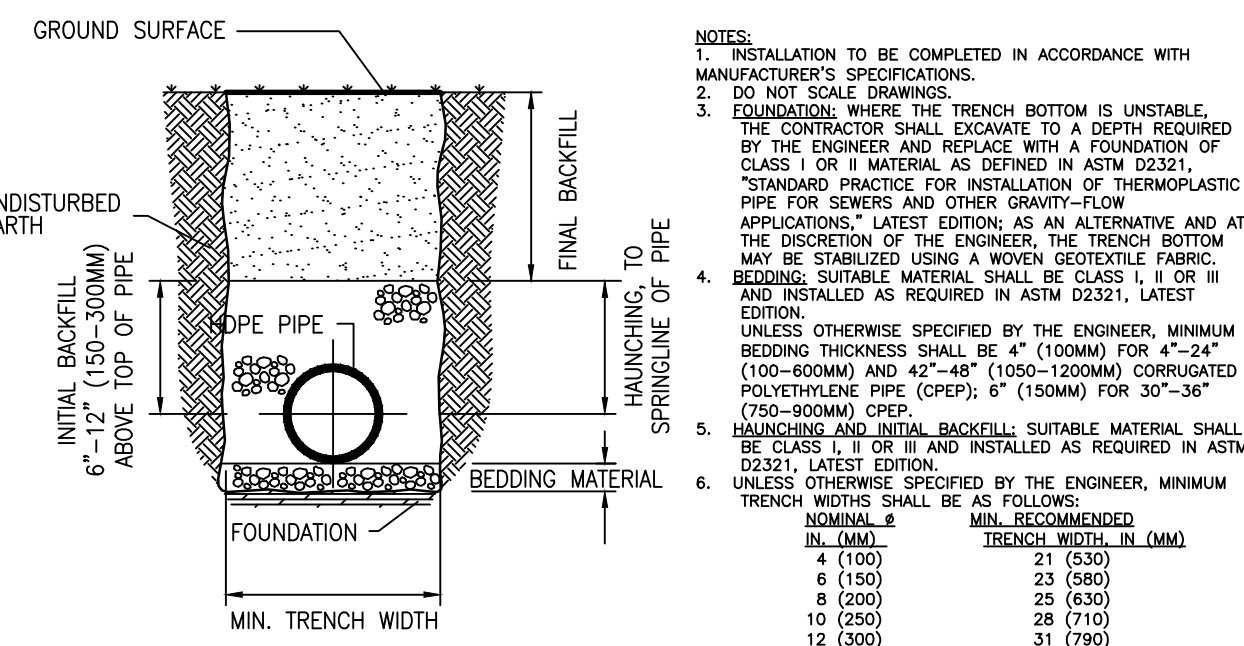 GROUND SURFACE
NDISTURBED
ARTH
INITIAL BACKFILL
6"-12" (150-300MM)
ABOVE TOP OF PIPE
FINAL BACKFILL
HAUNCHING, TO
SPRINGLINE OF PIPE
HDPE PIPE
BEDDING MATERIAL
FOUNDATION
MIN. TRENCH WIDTH
NOTES:
1. INSTALLATION TO BE COMPLETED IN ACCORDANCE WITH
MANUFACTURER'S SPECIFICATIONS.
2. DO NOT SCALE DRAWINGS.
3. FOUNDATION: WHERE THE TRENCH BOTTOM IS UNSTABLE,
THE CONTRACTOR SHALL EXCAVATE TO A DEPTH REQUIRED
BY THE ENGINEER AND REPLACE WITH A FOUNDATION OF
CLASS I OR II MATERIAL AS DEFINED IN ASTM D2321,
"STANDARD PRACTICE FOR INSTALLATION OF THERMOPLASTIC
PIPE FOR SEWERS AND OTHER GRAVITY-FLOW
APPLICATIONS," LATEST EDITION; AS AN ALTERNATIVE AND AT
THE DISCRETION OF THE ENGINEER, THE TRENCH BOTTOM
MAY BE STABILIZED USING A WOVEN GEOTEXTILE FABRIC.
4. BEDDING: SUITABLE MATERIAL SHALL BE CLASS I, II OR III
AND INSTALLED AS REQUIRED IN ASTM D2321, LATEST
EDITION.
UNLESS OTHERWISE SPECIFIED BY THE ENGINEER, MINIMUM
BEDDING THICKNESS SHALL BE 4" (100MM) FOR 4"-24"
(100-600MM) AND 42"-48" (1050-1200MM) CORRUGATED
POLYETHYLENE PIPE (CPEP); 6" (150MM) FOR 30"-36"
(750-900MM) CPEP.
5. HAUNCHING AND INITIAL BACKFILL: SUITABLE MATERIAL SHALL
BE CLASS I, II OR III AND INSTALLED AS REQUIRED IN ASTM
D2321, LATEST EDITION.
6. UNLESS OTHERWISE SPECIFIED BY THE ENGINEER, MINIMUM
TRENCH WIDTHS SHALL BE AS FOLLOWS:
NOMINAL ø MIN. RECOMMENDED
IN. (MM) TRENCH WIDTH, IN (MM)
4 (100) 21 (530)
6 (150) 23 (580)
8 (200) 25 (630)
10 (250) 28 (710)
12 (300) 31 (790)